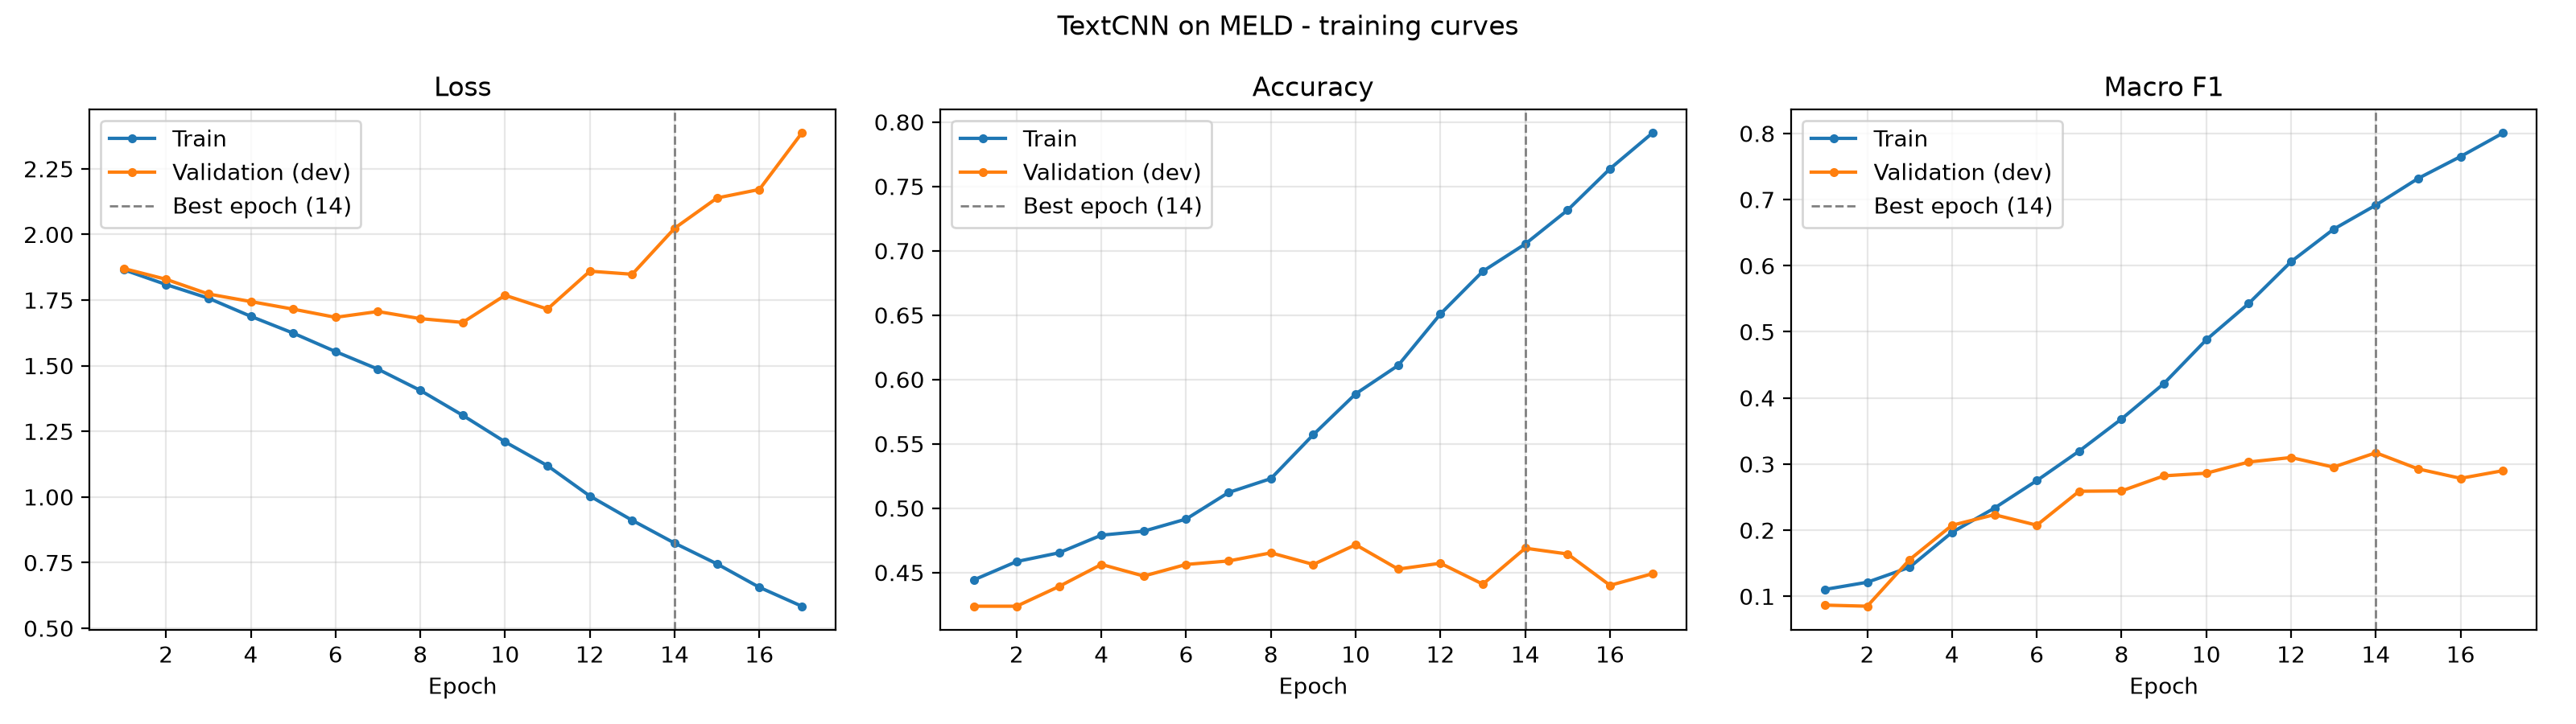 TextCNN on MELD - training curves
Loss
Train
Validation (dev)
Best epoch (14)
2.25
2.00
1.75
1.50
1.25
1.00
0.75
0.50
2 4 6 8 10 12 14 16
Epoch
Accuracy
Train
Validation (dev)
Best epoch (14)
0.80
0.75
0.70
0.65
0.60
0.55
0.50
0.45
2 4 6 8 10 12 14 16
Epoch
Macro F1
Train
Validation (dev)
Best epoch (14)
0.8
0.7
0.6
0.5
0.4
0.3
0.2
0.1
2 4 6 8 10 12 14 16
Epoch